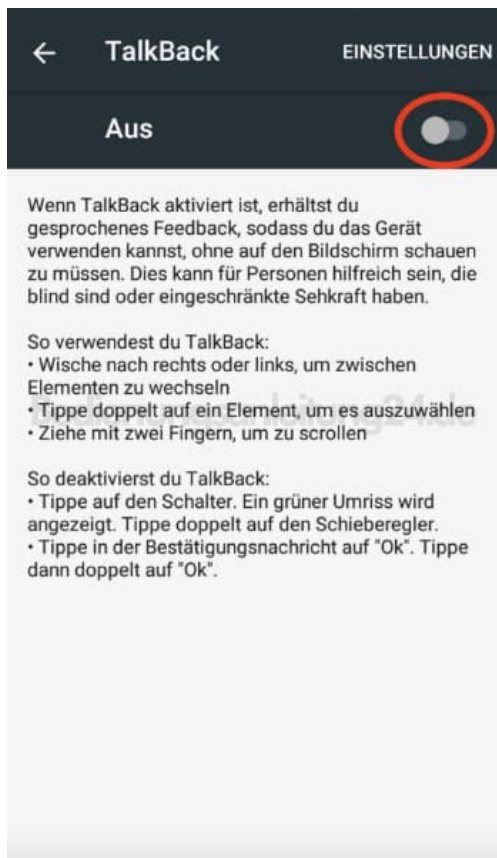 TalkBack
EINSTELLUNGEN
Aus
Wenn TalkBack aktiviert ist, erhältst du
gesprochenes Feedback, sodass du das Gerät
verwenden kannst, ohne auf den Bildschirm schauen
zu müssen. Dies kann für Personen hilfreich sein, die
blind sind oder eingeschränkte Sehkraft haben.
So verwendest du TalkBack:
• Wische nach rechts oder links, um zwischen
Elementen zu wechseln
• Tippe doppelt auf ein Element, um es auszuwählen
• Ziehe mit zwei Fingern, um zu scrollen
Bedienungsanleitung24.de
So deaktivierst du TalkBack:
• Tippe auf den Schalter. Ein grüner Umriss wird
angezeigt. Tippe doppelt auf den Schieberegler.
• Tippe in der Bestätigungsnachricht auf "Ok". Tippe
dann doppelt auf "Ok".